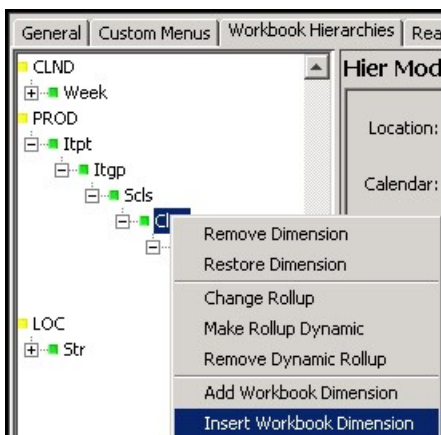 General Custom Menus Workbook Hierarchies
CLND
Week
PROD
Itpt
Itgp
Scls
LOC
Str
Hier Mod
Location:
Calendar:
Remove Dimension
Restore Dimension
Change Rollup
Make Rollup Dynamic
Remove Dynamic Rollup
Add Workbook Dimension
Insert Workbook Dimension